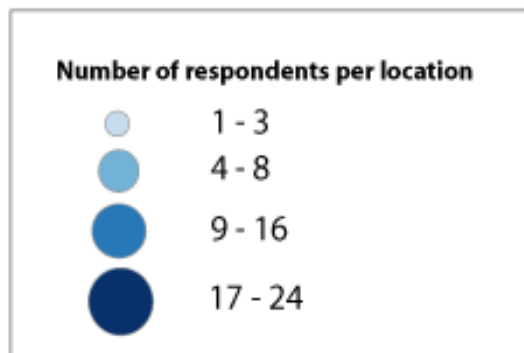 Number of respondents per location
1 - 3
4 - 8
9 - 16
17 - 24